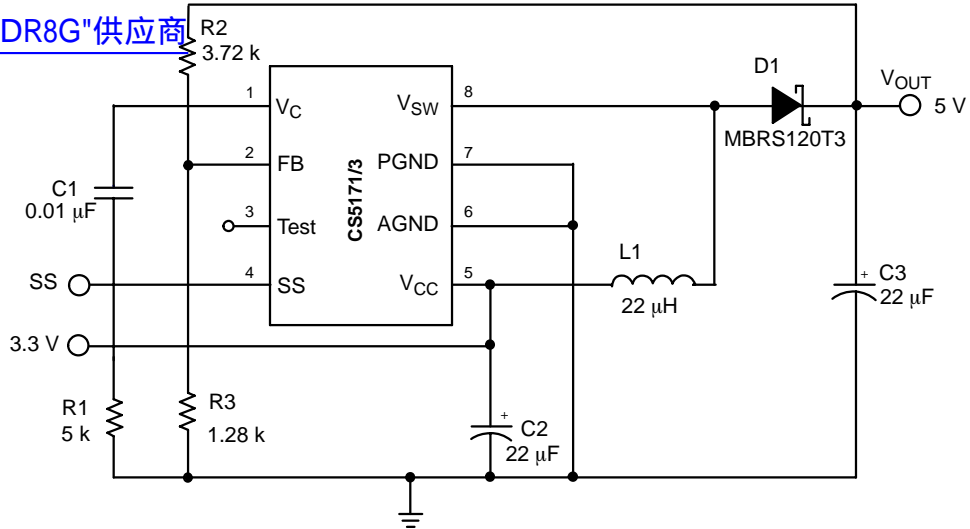 DR8G"供应商
R2
3.72 k
D1
VOUT
5 V
MBRS120T3
1
VC
VSW
8
2
FB
PGND
7
CS5171/3
C1
0.01 μF
3
Test
AGND
6
L1
22 μH
SS
4
SS
VCC
5
C3
+
22 μF
3.3 V
R1
5 k
R3
1.28 k
+
C2
22 μF